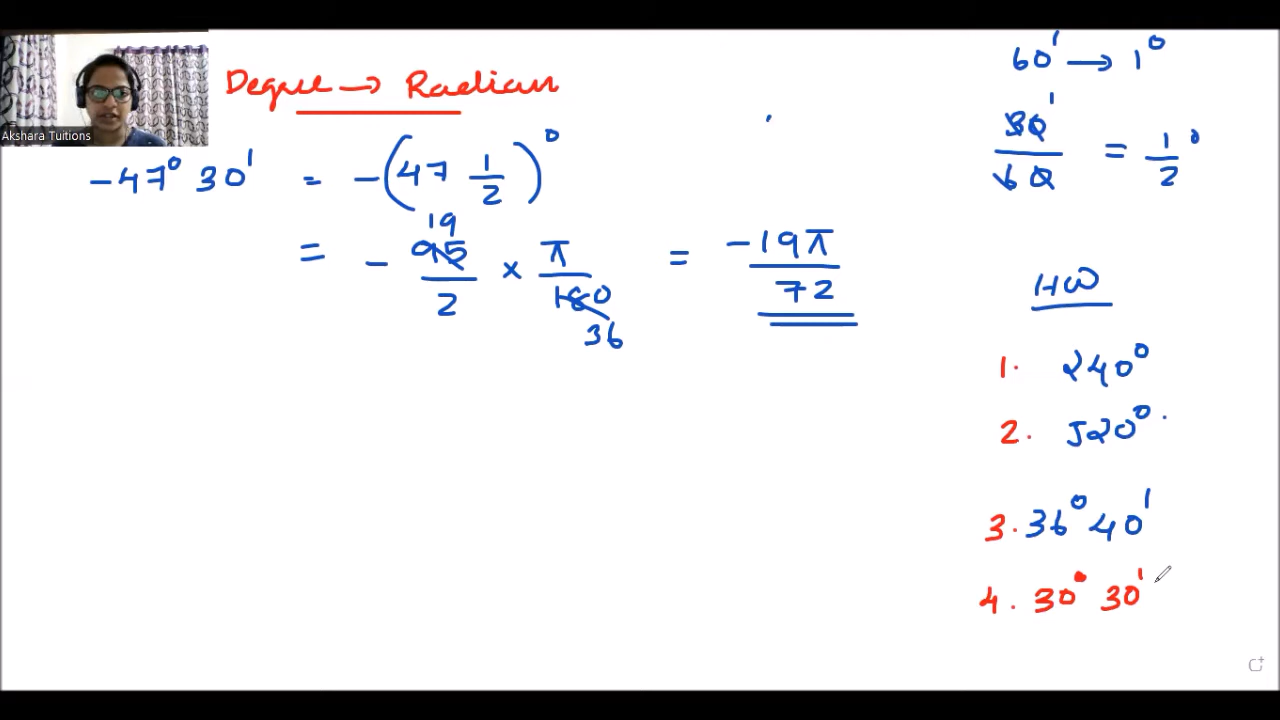 Degree → Radian
Akshara Tuitions
-47° 30' = -(47 1/2)°
= - 95/2 × π/180 = -19π/72
19
36
60' → 1°
30'/60 = 1/2°
HW
1. 240°
2. 520°
3. 36° 40'
4. 30° 30'